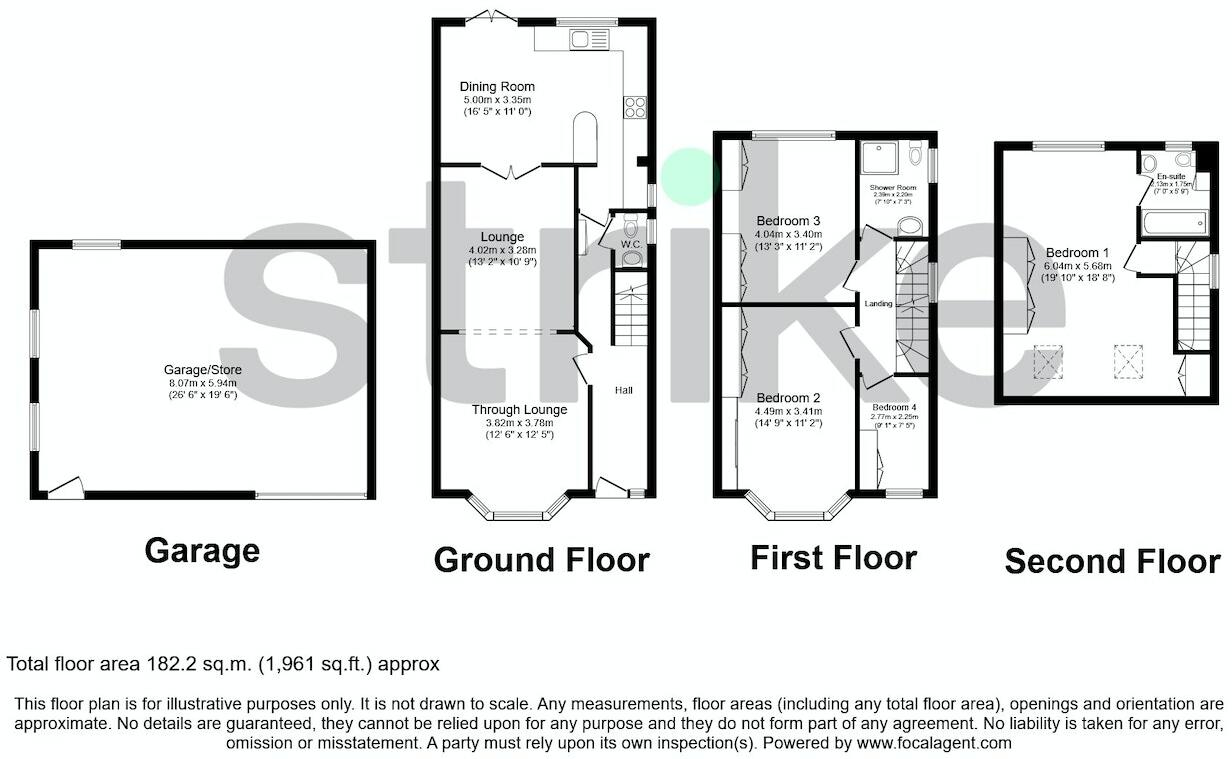 Dining Room
5.00m x 3.35m
(16' 5" x 11' 0")
Lounge
4.02m x 3.28m
(13' 2" x 10' 9")
W.C.
Through Lounge
3.82m x 3.78m
(12' 6" x 12' 5")
Hall
Garage/Store
8.07m x 5.94m
(26' 6" x 19' 6")
Bedroom 3
4.04m x 3.40m
(13' 3" x 11' 2")
Shower Room
2.39m x 2.20m
(7' 10" x 7' 3")
Landing
Bedroom 2
4.49m x 3.41m
(14' 9" x 11' 2")
Bedroom 4
2.77m x 2.25m
(9' 1" x 7' 5")
En-suite
2.13m x 1.75m
(7' 0" x 5' 9")
Bedroom 1
6.04m x 5.68m
(19' 10" x 18' 8")
strike
Garage
Ground Floor
First Floor
Second Floor
Total floor area 182.2 sq.m. (1,961 sq.ft.) approx
This floor plan is for illustrative purposes only. It is not drawn to scale. Any measurements, floor areas (including any total floor area), openings and orientation are
approximate. No details are guaranteed, they cannot be relied upon for any purpose and they do not form part of any agreement. No liability is taken for any error,
omission or misstatement. A party must rely upon its own inspection(s). Powered by www.focalagent.com